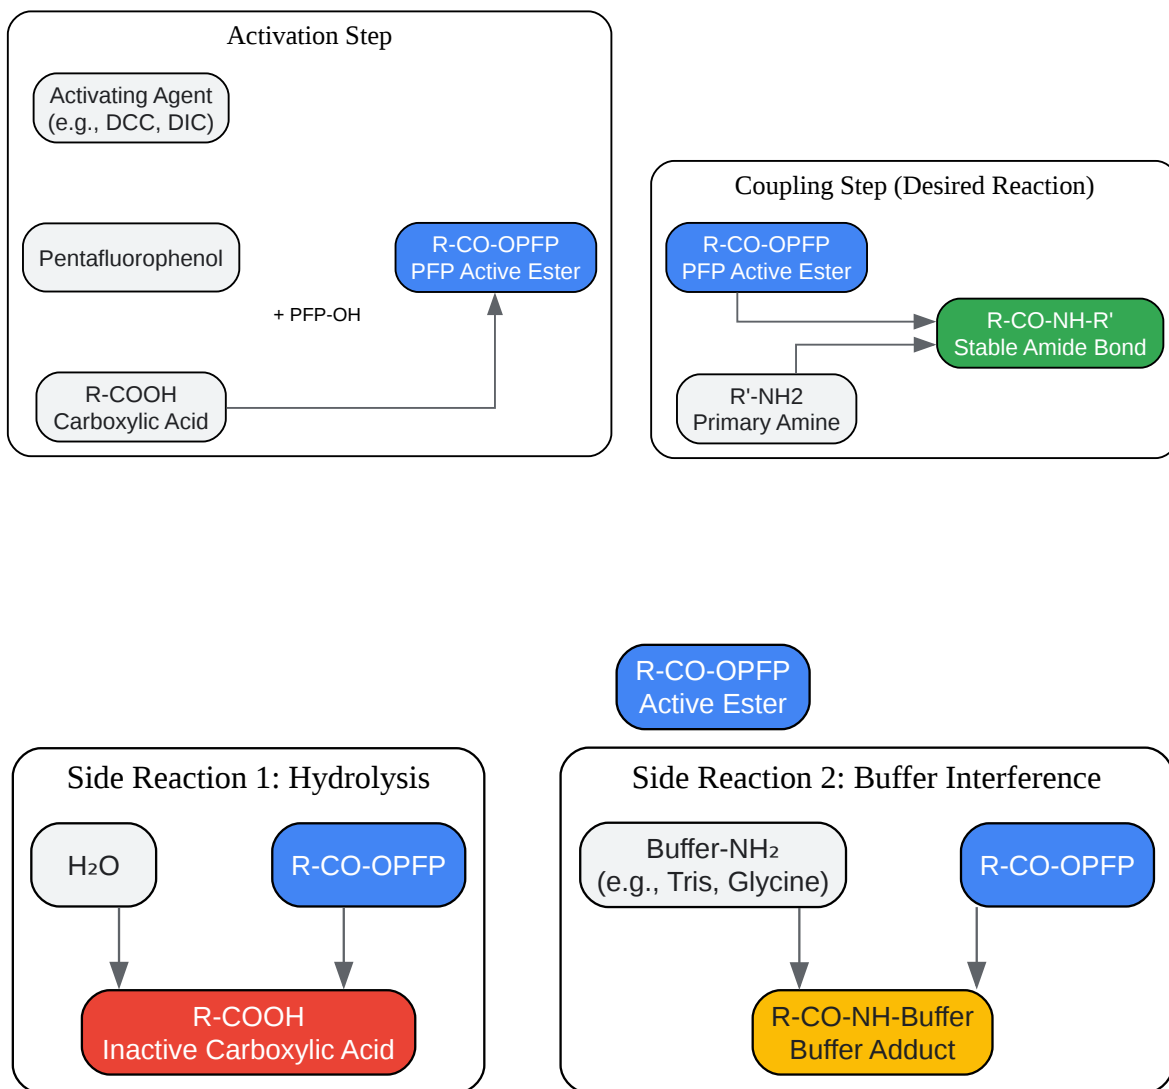 Activation Step
Activating Agent
(e.g., DCC, DIC)
Pentafluorophenol
R-CO-OPFP
PFP Active Ester
+ PFP-OH
R-COOH
Carboxylic Acid
Coupling Step (Desired Reaction)
R-CO-OPFP
PFP Active Ester
R-CO-NH-R'
Stable Amide Bond
R'-NH2
Primary Amine
R-CO-OPFP
Active Ester
Side Reaction 1: Hydrolysis
H₂O
R-CO-OPFP
R-COOH
Inactive Carboxylic Acid
Side Reaction 2: Buffer Interference
Buffer-NH₂
(e.g., Tris, Glycine)
R-CO-OPFP
R-CO-NH-Buffer
Buffer Adduct